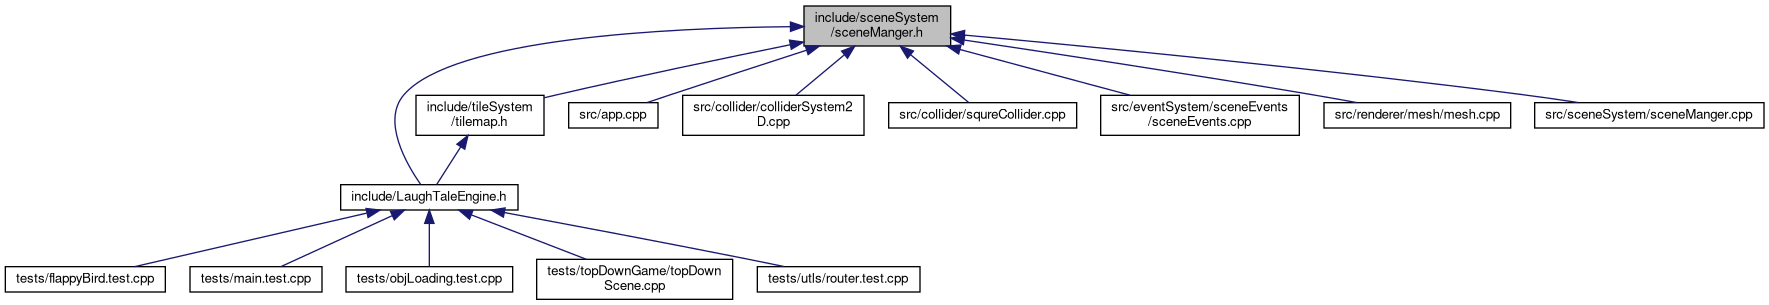 include/sceneSystem
/sceneManger.h
include/tileSystem
/tilemap.h
src/app.cpp
src/collider/colliderSystem2
D.cpp
src/collider/squreCollider.cpp
src/eventSystem/sceneEvents
/sceneEvents.cpp
src/renderer/mesh/mesh.cpp
src/sceneSystem/sceneManger.cpp
include/LaughTaleEngine.h
tests/flappyBird.test.cpp
tests/main.test.cpp
tests/objLoading.test.cpp
tests/topDownGame/topDown
Scene.cpp
tests/utls/router.test.cpp